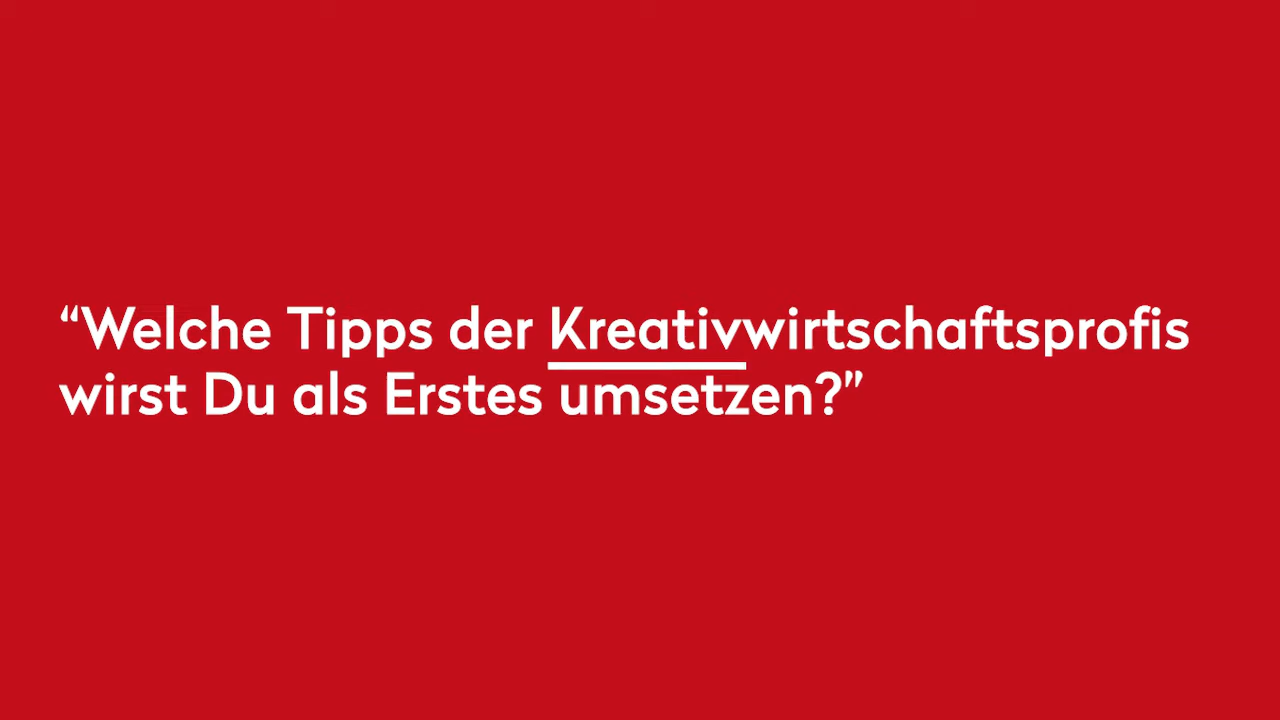 “Welche Tipps der Kreativwirtschaftsprofis
wirst Du als Erstes umsetzen?”